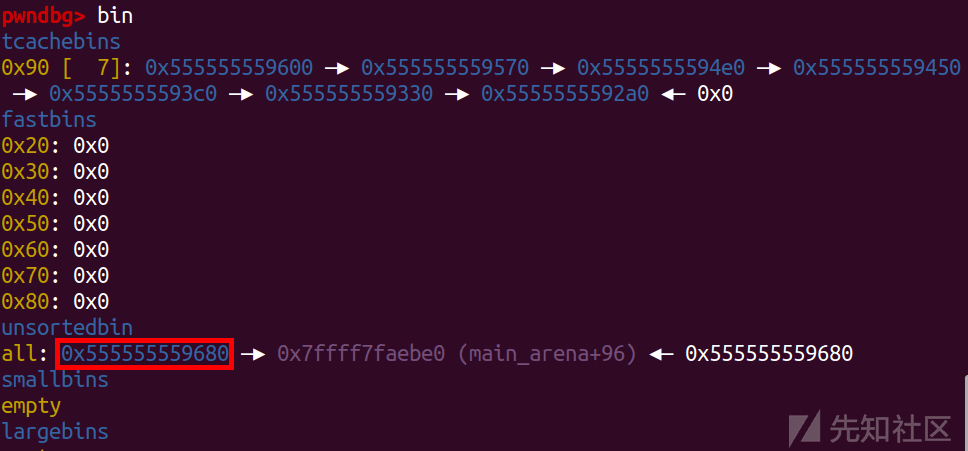 pwndbg> bin
tcachebins
0x90 [  7]: 0x555555559600 —▸ 0x555555559570 —▸ 0x5555555594e0 —▸ 0x555555559450
—▸ 0x5555555593c0 —▸ 0x555555559330 —▸ 0x5555555592a0 ◂— 0x0
fastbins
0x20: 0x0
0x30: 0x0
0x40: 0x0
0x50: 0x0
0x60: 0x0
0x70: 0x0
0x80: 0x0
unsortedbin
all: 0x555555559680 —▸ 0x7ffff7faebe0 (main_arena+96) ◂— 0x555555559680
smallbins
empty
largebins
先知社区